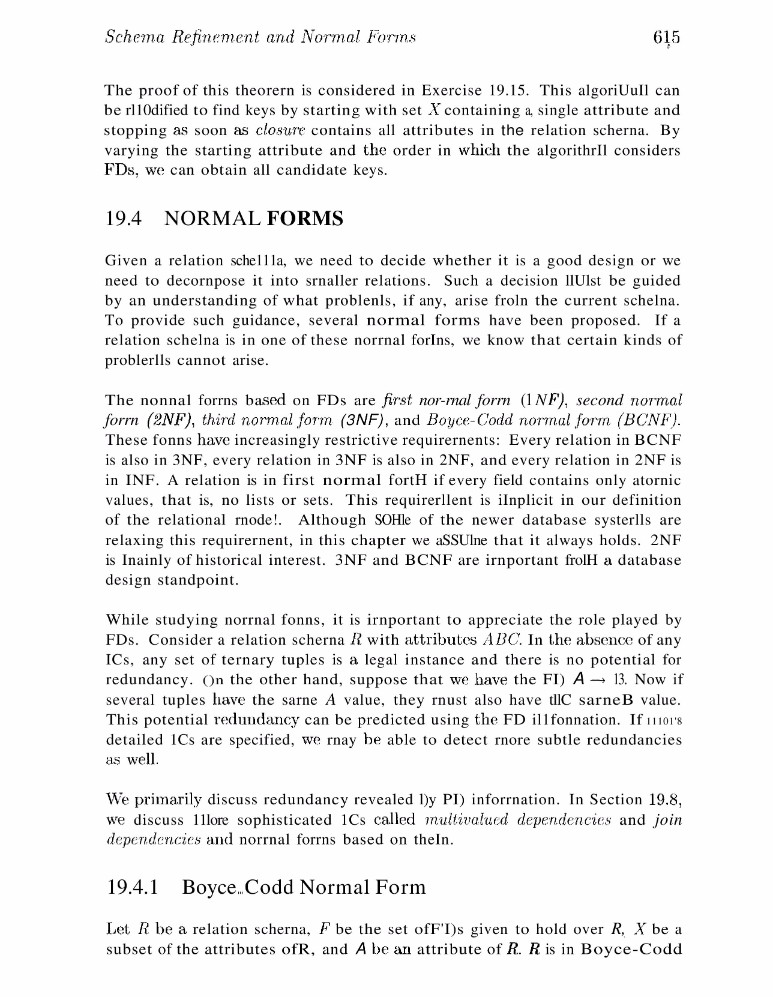 Schema Refinement and Normal Forms 615
The proof of this theorern is considered in Exercise 19.15. This algoriUuII can
be rll10dified to find keys by starting with set X containing a, single attribute and
stopping as soon as closure contains all attributes in the relation scherna. By
varying the starting attribute and the order in which the algorithrII considers
FDs, we can obtain all candidate keys.
19.4 NORMAL FORMS
Given a relation schel1la, we need to decide whether it is a good design or we
need to decornpose it into srnaller relations. Such a decision llUlst be guided
by an understanding of what problenls, if any, arise froln the current schelna.
To provide such guidance, several normal forms have been proposed. If a
relation schelna is in one of these norrnal forIns, we know that certain kinds of
problerlls cannot arise.
The nonnal forrns based on FDs are first nor-mal forrn (1NF), second normal
forrn (2NF), third normal form (3NF), and Boyce-Codd normal form (BCNF).
These fonns have increasingly restrictive requirernents: Every relation in BCNF
is also in 3NF, every relation in 3NF is also in 2NF, and every relation in 2NF is
in INF. A relation is in first normal fortH if every field contains only atornic
values, that is, no lists or sets. This requirerllent is iInplicit in our definition
of the relational rnode!. Although SOHle of the newer database systerlls are
relaxing this requirernent, in this chapter we aSSUlne that it always holds. 2NF
is Inainly of historical interest. 3NF and BCNF are irnportant frolH a database
design standpoint.
While studying norrnal fonns, it is irnportant to appreciate the role played by
FDs. Consider a relation scherna R with attributes ABC. In the absence of any
ICs, any set of ternary tuples is a legal instance and there is no potential for
redundancy. ()n the other hand, suppose that we have the FI) A → 13. Now if
several tuples have the sarne A value, they rnust also have tllC sarneB value.
This potential redundancy can be predicted using the FD il1fonnation. If 11101'8
detailed 1Cs are specified, we rnay be able to detect rnore subtle redundancies
as well.
We primarily discuss redundancy revealed l)y PI) inforrnation. In Section 19.8,
we discuss 1llore sophisticated 1Cs called multivalued dependencies and join
dependencies and norrnal forrns based on theln.
19.4.1 Boyce...Codd Normal Form
Let R be a relation scherna, F be the set ofF'I)s given to hold over R, X be a
subset of the attributes ofR, and A be an attribute of R. R is in Boyce-Codd